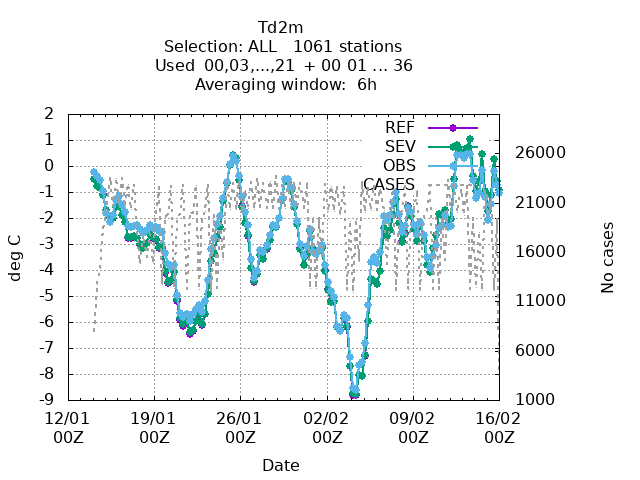 Td2m
Selection: ALL   1061 stations
Used  00,03,...,21  + 00 01 ... 36
Averaging window:  6h
2
1
0
-1
-2
-3
-4
-5
-6
-7
-8
-9
deg C
REF
SEV
OBS
CASES
26000
21000
16000
11000
6000
1000
No cases
12/01 19/01 26/01 02/02 09/02 16/02
00Z 00Z 00Z 00Z 00Z 00Z
Date